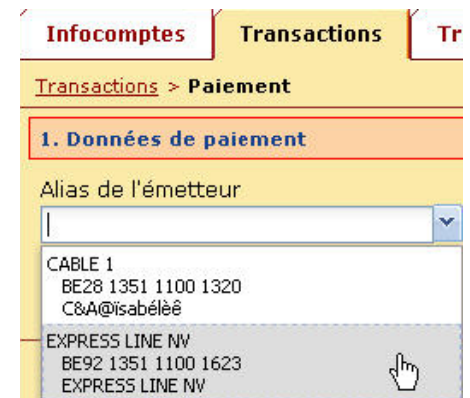 Infocomptes Transactions Tr
Transactions > Paiement
1. Données de paiement
Alias de l'émetteur
CABLE 1
BE28 1351 1100 1320
C&A@ïsabélèê
EXPRESS LINE NV
BE92 1351 1100 1623
EXPRESS LINE NV